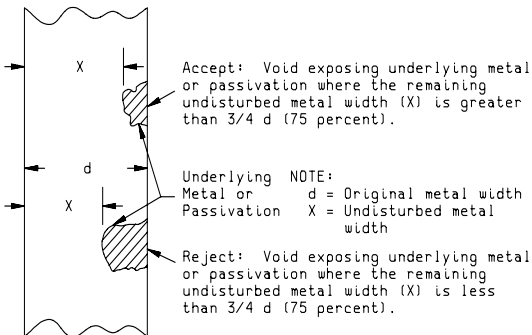 X
Accept: Void exposing underlying metal
or passivation where the remaining
undisturbed metal width (X) is greater
than 3/4 d (75 percent).
d
X
Underlying
Metal or
Passivation
NOTE:
d = Original metal width
X = Undisturbed metal
width
Reject: Void exposing underlying metal
or passivation where the remaining
undisturbed metal width (X) is less
than 3/4 d (75 percent).